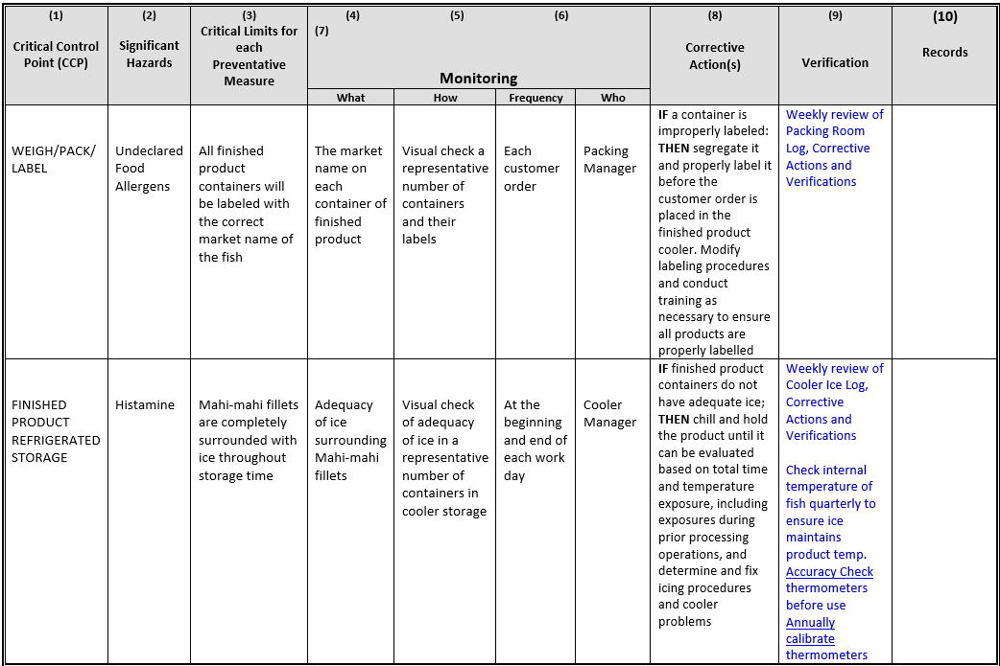 (1)
Critical Control
Point (CCP)
(2)
Significant
Hazards
(3)
Critical Limits for
each
Preventative
Measure
(4) (5) (6)
(7)
Monitoring
What How Frequency Who
(8)
Corrective
Action(s)
(9)
Verification
(10)
Records
WEIGH/PACK/
LABEL
Undeclared
Food
Allergens
All finished
product
containers will
be labeled with
the correct
market name of
the fish
The market
name on
each
container of
finished
product
Visual check a
representative
number of
containers
and their
labels
Each
customer
order
Packing
Manager
IF a container is
improperly labeled:
THEN segregate it
and properly label it
before the
customer order is
placed in the
finished product
cooler. Modify
labeling procedures
and conduct
training as
necessary to ensure
all products are
properly labelled
Weekly review of
Packing Room
Log, Corrective
Actions and
Verifications
FINISHED
PRODUCT
REFRIGERATED
STORAGE
Histamine
Mahi-mahi fillets
are completely
surrounded with
ice throughout
storage time
Adequacy
of ice
surrounding
Mahi-mahi
fillets
Visual check
of adequacy
of ice in a
representative
number of
containers in
cooler storage
At the
beginning
and end of
each work
day
Cooler
Manager
IF finished product
containers do not
have adequate ice;
THEN chill and hold
the product until it
can be evaluated
based on total time
and temperature
exposure, including
exposures during
prior processing
operations, and
determine and fix
icing procedures
and cooler
problems
Weekly review of
Cooler Ice Log,
Corrective
Actions and
Verifications
Check internal
temperature of
fish quarterly to
ensure ice
maintains
product temp.
Accuracy Check
thermometers
before use
Annually
calibrate
thermometers